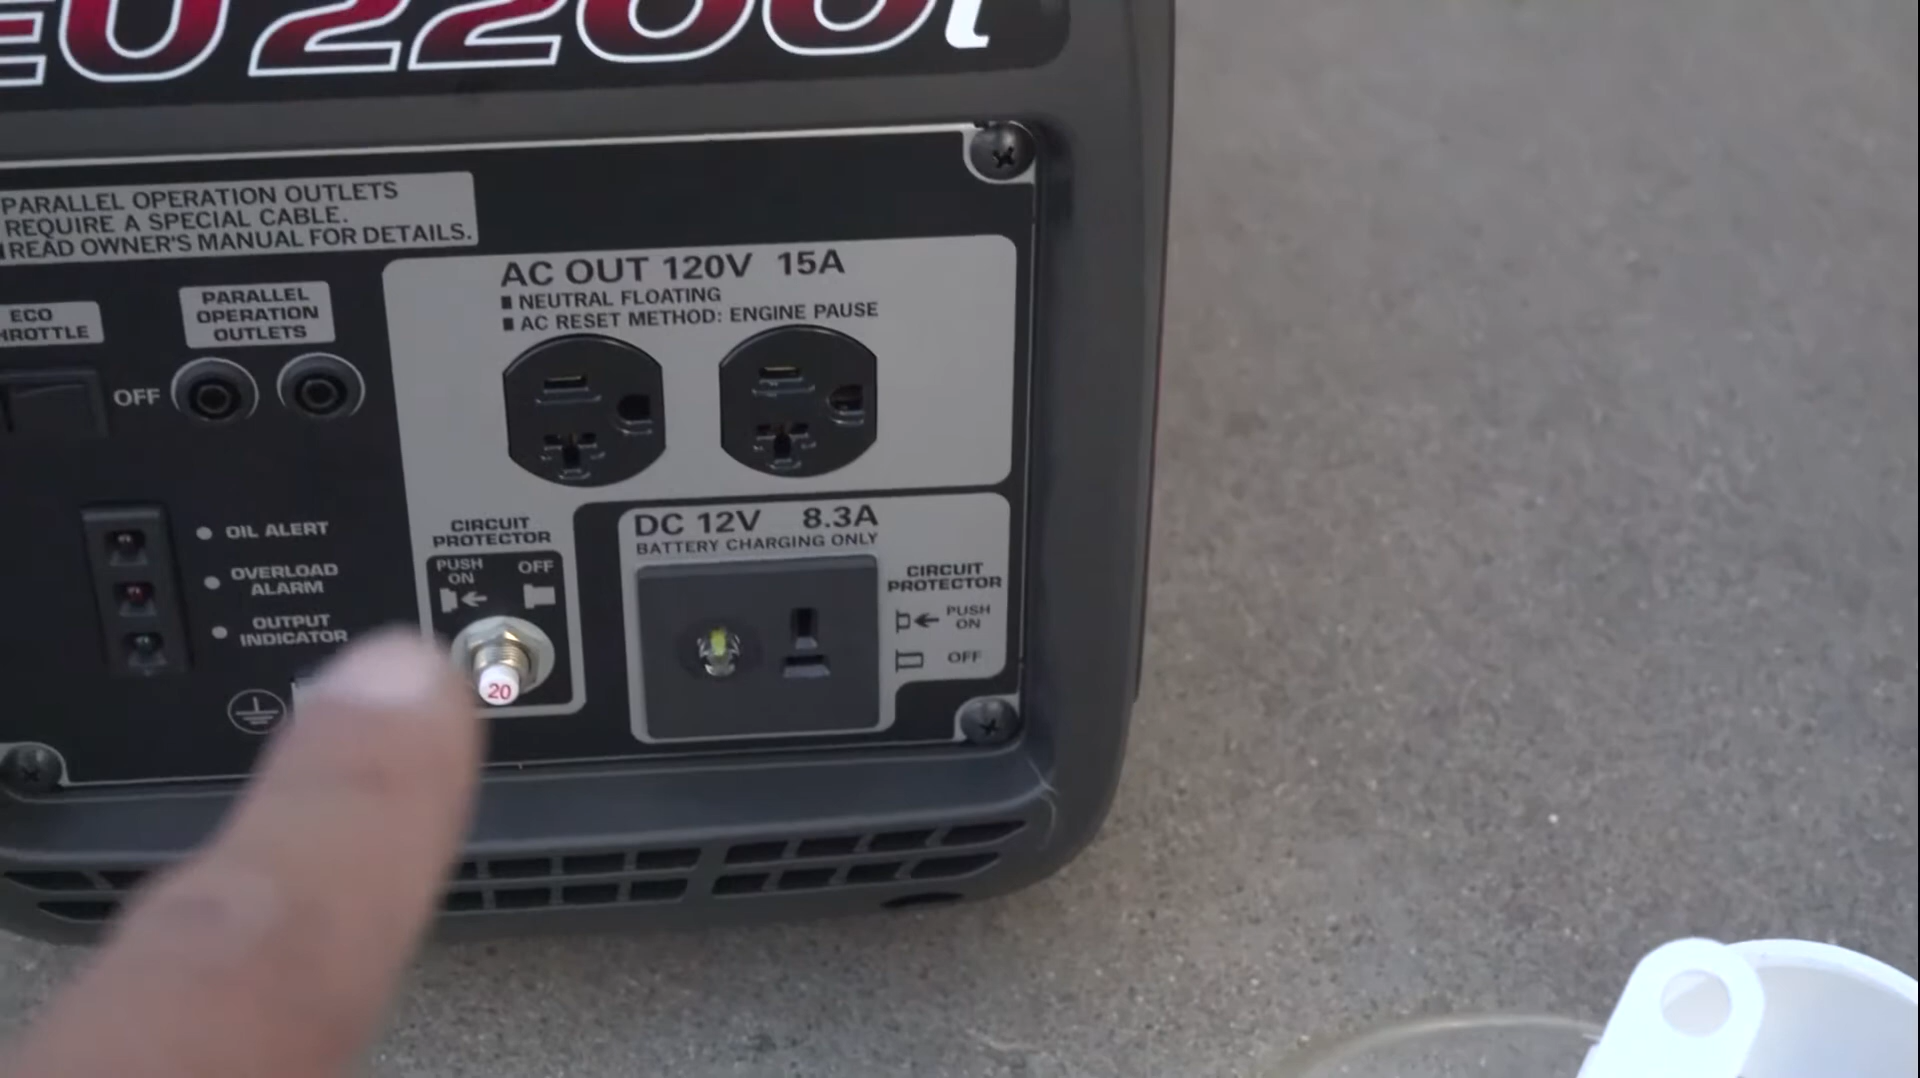 EU2200i
PARALLEL OPERATION OUTLETS
REQUIRE A SPECIAL CABLE.
READ OWNER'S MANUAL FOR DETAILS.
ECO
THROTTLE
OFF
PARALLEL
OPERATION
OUTLETS
AC OUT 120V 15A
■ NEUTRAL FLOATING
■ AC RESET METHOD: ENGINE PAUSE
OIL ALERT
OVERLOAD
ALARM
OUTPUT
INDICATOR
CIRCUIT
PROTECTOR
PUSH
ON
OFF
20
DC 12V 8.3A
BATTERY CHARGING ONLY
CIRCUIT
PROTECTOR
PUSH
ON
OFF